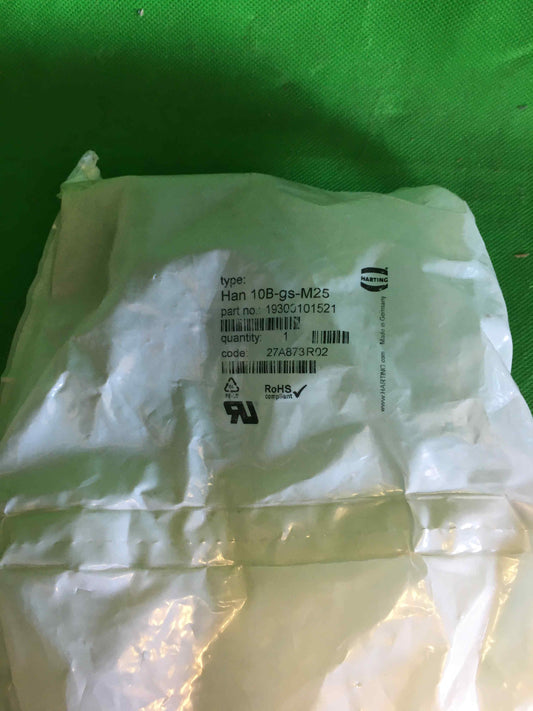 type:
Han 10B-gs-M25
part no.: 19300101521
quantity: 1
code: 27A873R02
RoHS
compliant
HARTING
www.HARTING.com Made in Germany